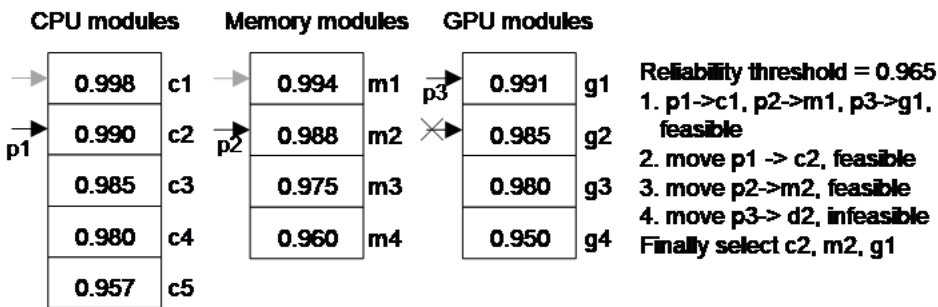 CPU modules Memory modules GPU modules
0.998 c1 0.994 m1 p3 0.991 g1
p1 0.990 c2 p2 0.988 m2 0.985 g2
0.985 c3 0.975 m3 0.980 g3
0.980 c4 0.960 m4 0.950 g4
0.957 c5
Reliability threshold = 0.965
1. p1->c1, p2->m1, p3->g1,
feasible
2. move p1 -> c2, feasible
3. move p2->m2, feasible
4. move p3-> d2, infeasible
Finally select c2, m2, g1